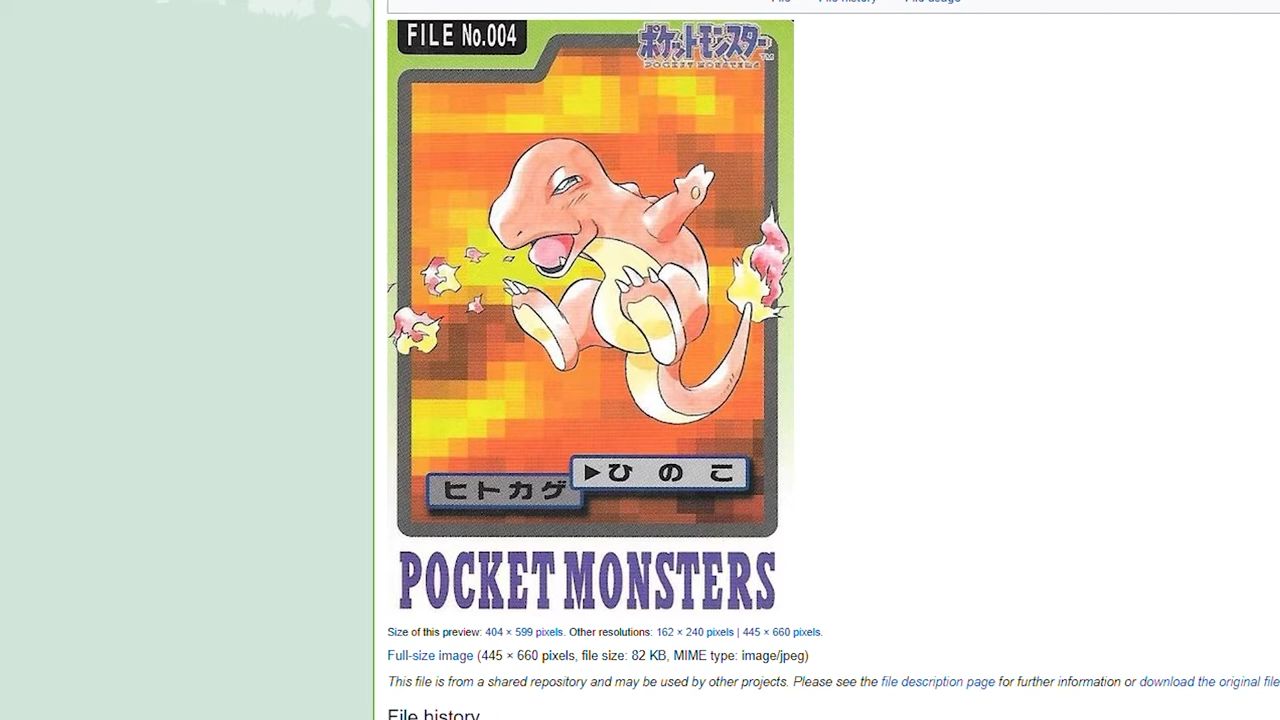 FILE No.004
ポケットモンスター
POCKET MONSTERS
TM
▶ひのこ
ヒトカゲ
POCKET MONSTERS
Size of this preview: 404 × 599 pixels. Other resolutions: 162 × 240 pixels | 445 × 660 pixels.
Full-size image (445 × 660 pixels, file size: 82 KB, MIME type: image/jpeg)
This file is from a shared repository and may be used by other projects. Please see the file description page for further information or download the original file
File history